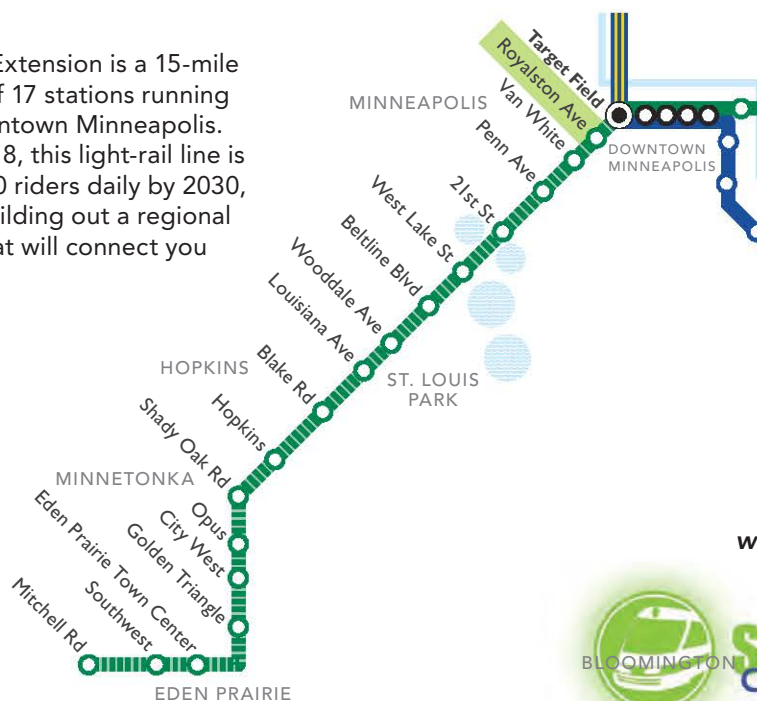 Extension is a 15-mile
f 17 stations running
ntown Minneapolis.
8, this light-rail line is
0 riders daily by 2030,
uilding out a regional
at will connect you
Target Field
Royalston Ave
MINNEAPOLIS
Van White
DOWNTOWN
MINNEAPOLIS
Penn Ave
21st St
West Lake St
Beltline Blvd
Wooddale Ave
Louisiana Ave
HOPKINS
Blake Rd
ST. LOUIS
PARK
Hopkins
Shady Oak Rd
MINNETONKA
Opus
City West
Golden Triangle
Eden Prairie Town Center
Southwest
Mitchell Rd
EDEN PRAIRIE
w
BLOOMINGTON
S